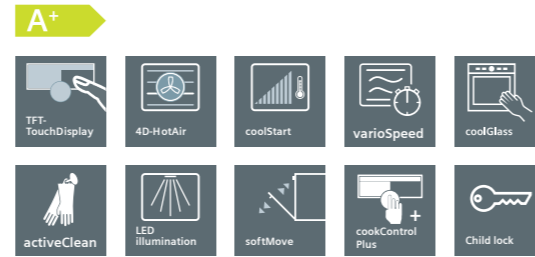 A+
TFT-
TouchDisplay
4D-HotAir
coolStart
varioSpeed
coolGlass
activeClean
LED
illumination
softMove
+
cookControl
Plus
Child lock